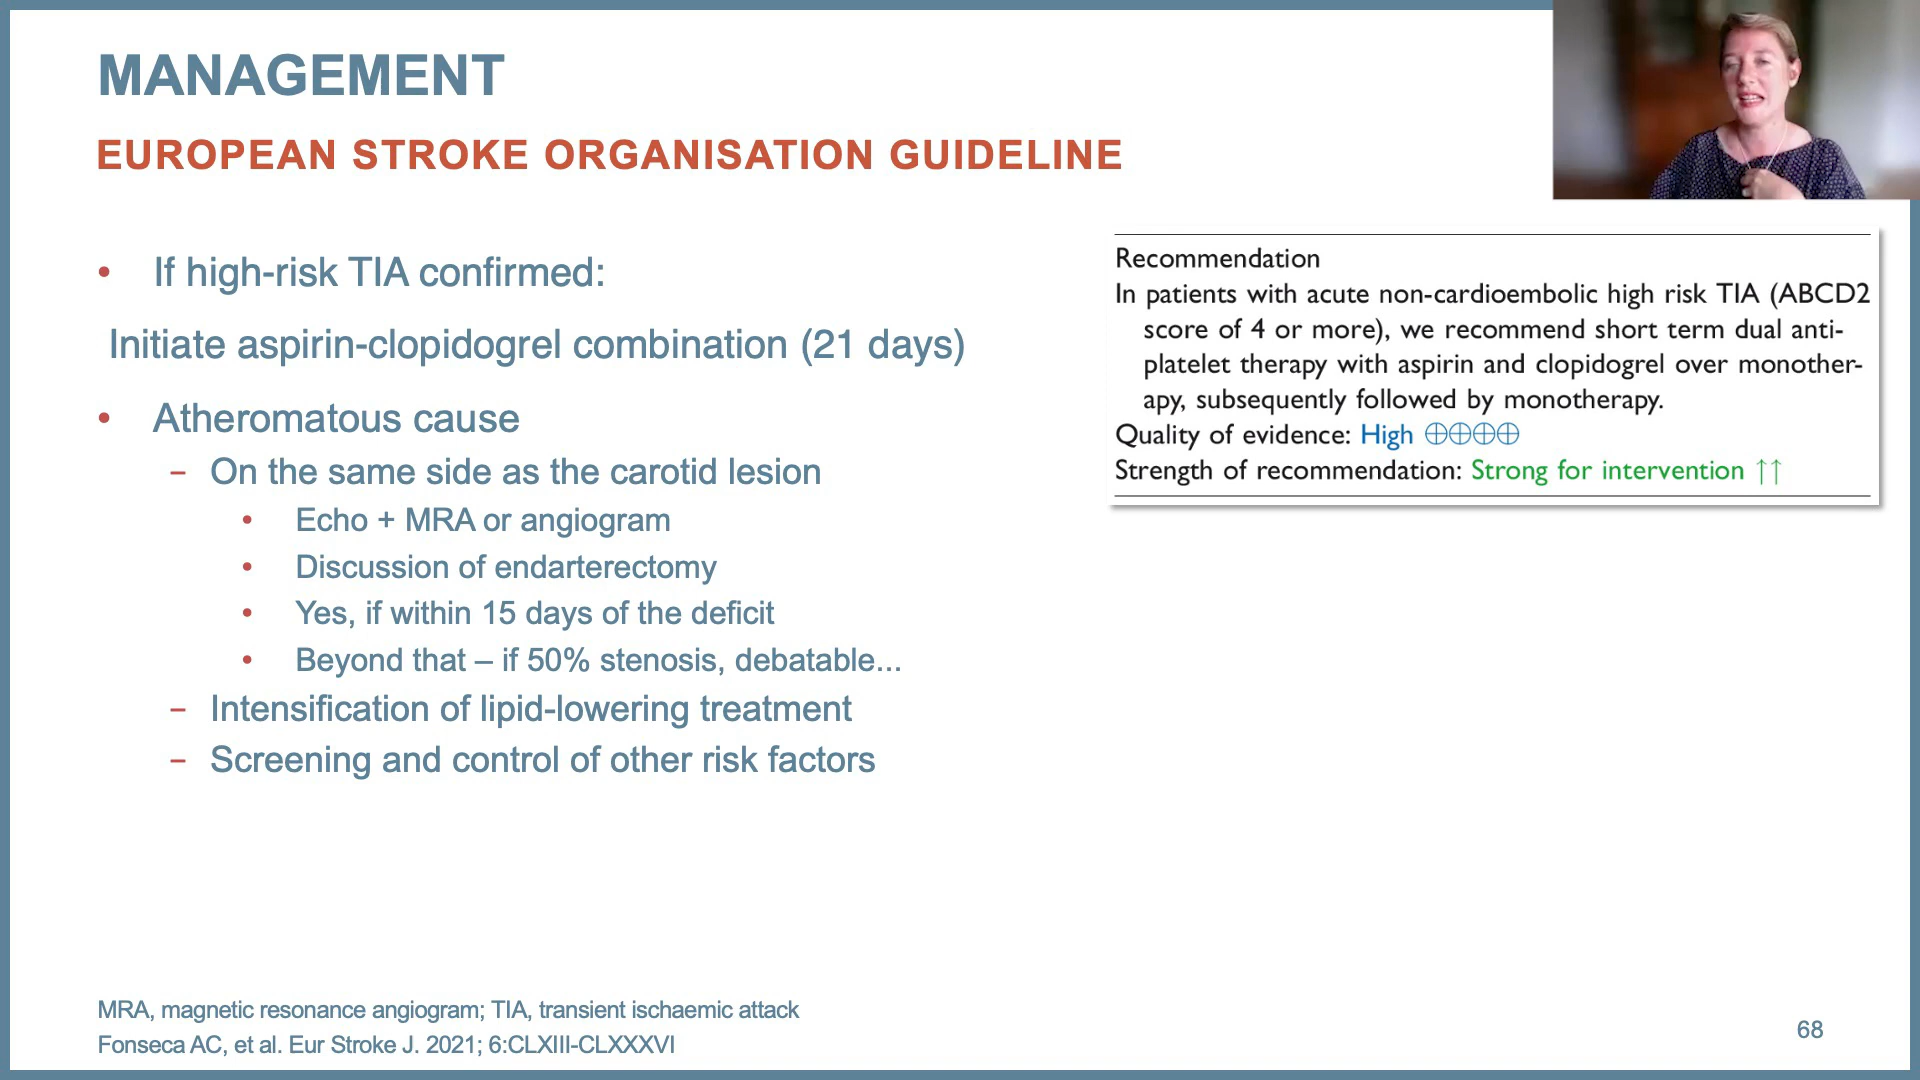 MANAGEMENT
EUROPEAN STROKE ORGANISATION GUIDELINE
• If high-risk TIA confirmed:
Initiate aspirin-clopidogrel combination (21 days)
• Atheromatous cause
– On the same side as the carotid lesion
• Echo + MRA or angiogram
• Discussion of endarterectomy
• Yes, if within 15 days of the deficit
• Beyond that – if 50% stenosis, debatable...
– Intensification of lipid-lowering treatment
– Screening and control of other risk factors
Recommendation
In patients with acute non-cardioembolic high risk TIA (ABCD2
score of 4 or more), we recommend short term dual anti-
platelet therapy with aspirin and clopidogrel over monother-
apy, subsequently followed by monotherapy.
Quality of evidence: High ⊕⊕⊕⊕
Strength of recommendation: Strong for intervention ↑↑
MRA, magnetic resonance angiogram; TIA, transient ischaemic attack
Fonseca AC, et al. Eur Stroke J. 2021; 6:CLXIII-CLXXXVI
68